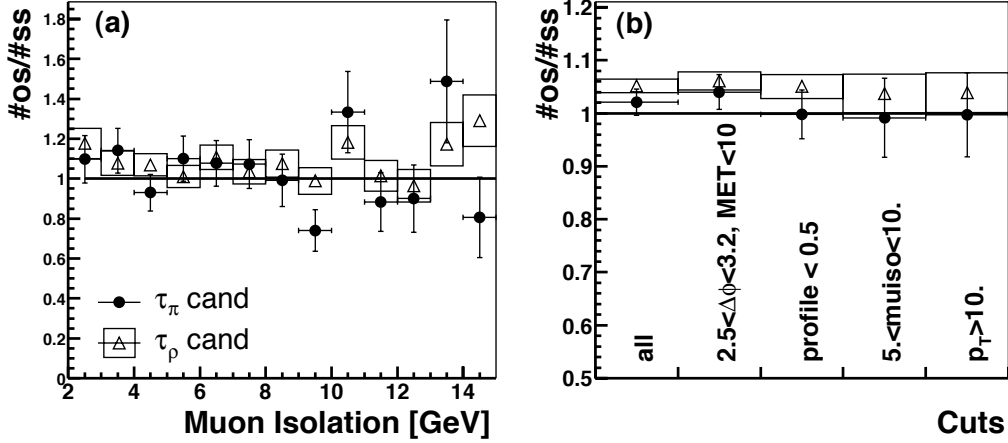 (a)
#os/#ss
1.8
1.6
1.4
1.2
1
0.8
0.6
0.4
0.2
0
τπ cand
τρ cand
2 4 6 8 10 12 14
Muon Isolation [GeV]
(b)
#os/#ss
1.1
1.0
0.9
0.8
0.7
0.6
0.5
all
2.5<Δϕ<3.2, MET<10
profile < 0.5
5.<muiso<10.
pT>10.
Cuts